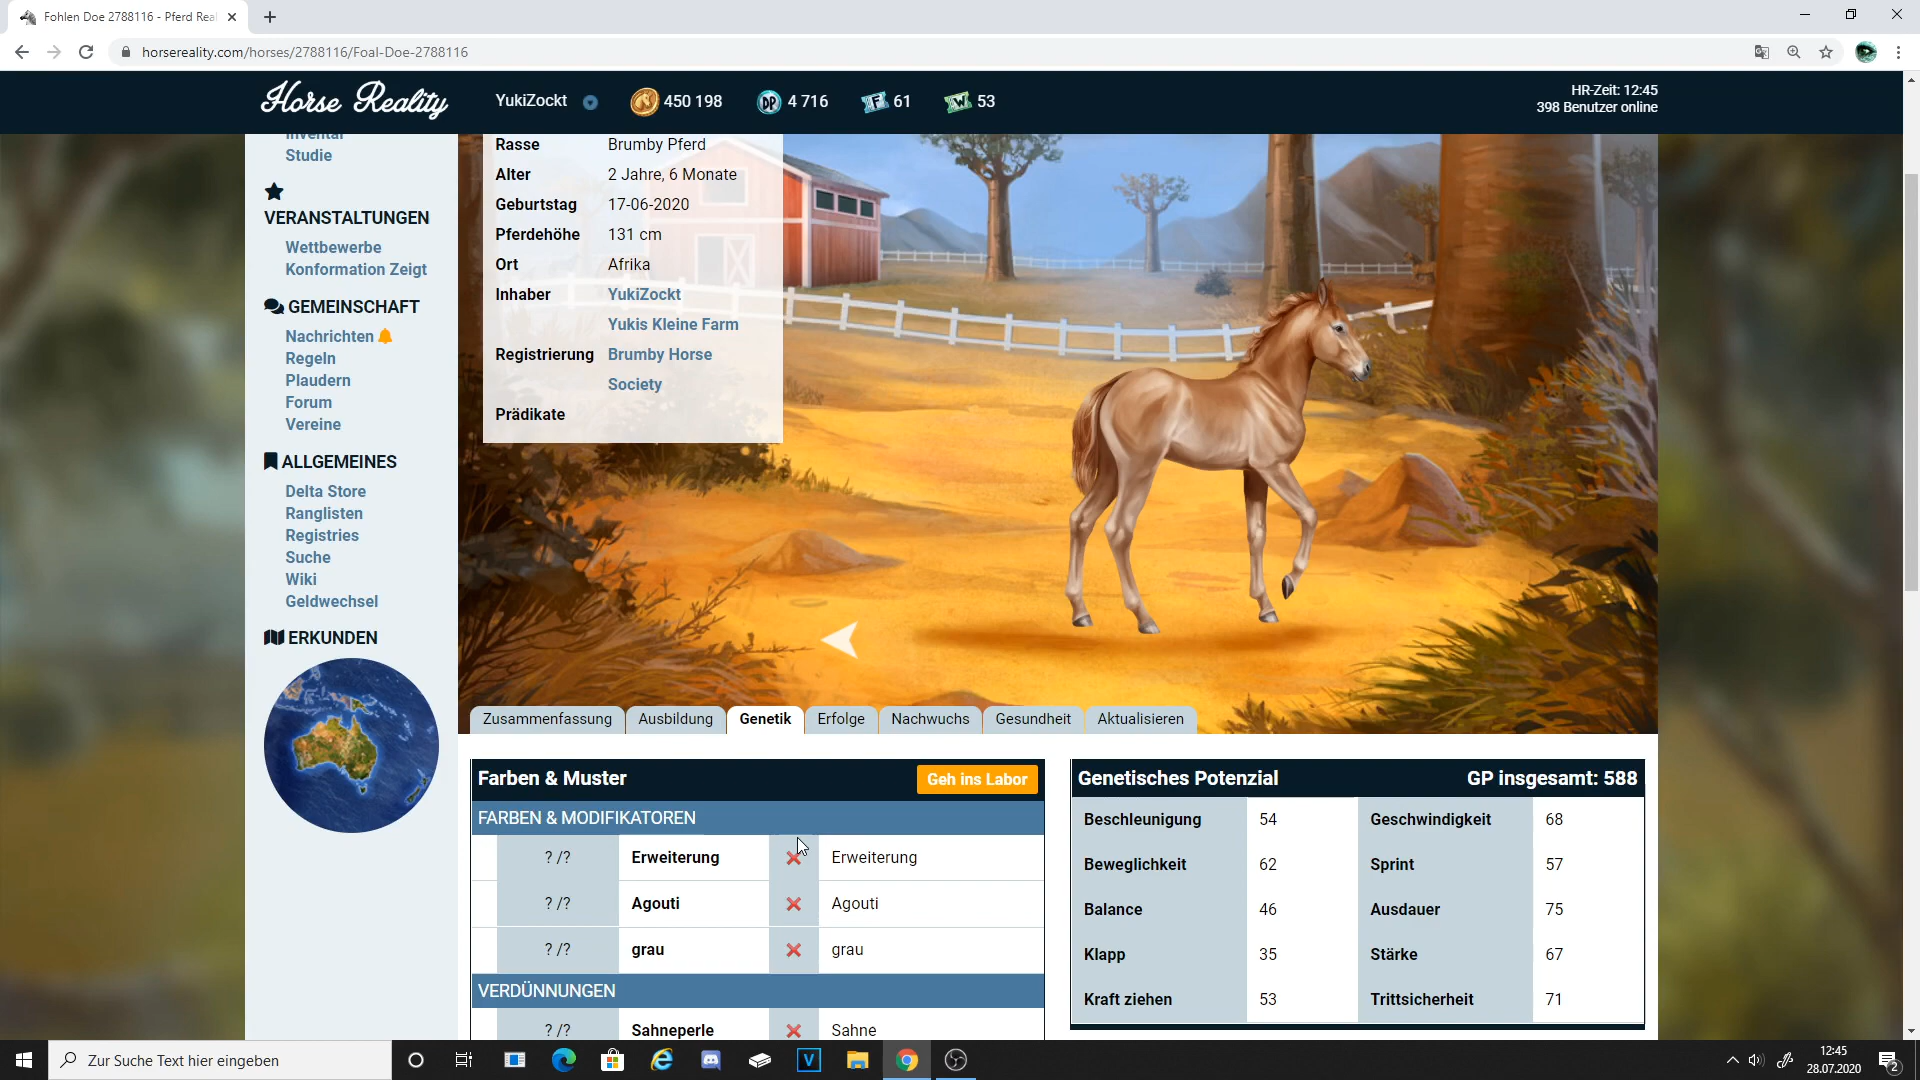 Fohlen Doe 2788116 - Pferd Rea
horsereality.com/horses/2788116/Foal-Doe-2788116
Horse Reality
YukiZockt
450 198
DP 4 716
F 61
W 53
HR-Zeit: 12:45
398 Benutzer online
Inventar
Studie
VERANSTALTUNGEN
Wettbewerbe
Konformation Zeigt
GEMEINSCHAFT
Nachrichten
Regeln
Plaudern
Forum
Vereine
ALLGEMEINES
Delta Store
Ranglisten
Registries
Suche
Wiki
Geldwechsel
ERKUNDEN
Rasse Brumby Pferd
Alter 2 Jahre, 6 Monate
Geburtstag 17-06-2020
Pferdehöhe 131 cm
Ort Afrika
Inhaber YukiZockt
Yukis Kleine Farm
Registrierung Brumby Horse
Society
Prädikate
Zusammenfassung Ausbildung Genetik Erfolge Nachwuchs Gesundheit Aktualisieren
Farben & Muster Geh ins Labor
FARBEN & MODIFIKATOREN
? /? Erweiterung Erweiterung
? /? Agouti Agouti
? /? grau grau
VERDÜNNUNGEN
? /? Sahneperle Sahne
Genetisches Potenzial GP insgesamt: 588
Beschleunigung 54 Geschwindigkeit 68
Beweglichkeit 62 Sprint 57
Balance 46 Ausdauer 75
Klapp 35 Stärke 67
Kraft ziehen 53 Trittsicherheit 71
Zur Suche Text hier eingeben
V
12:45
28.07.2020
2